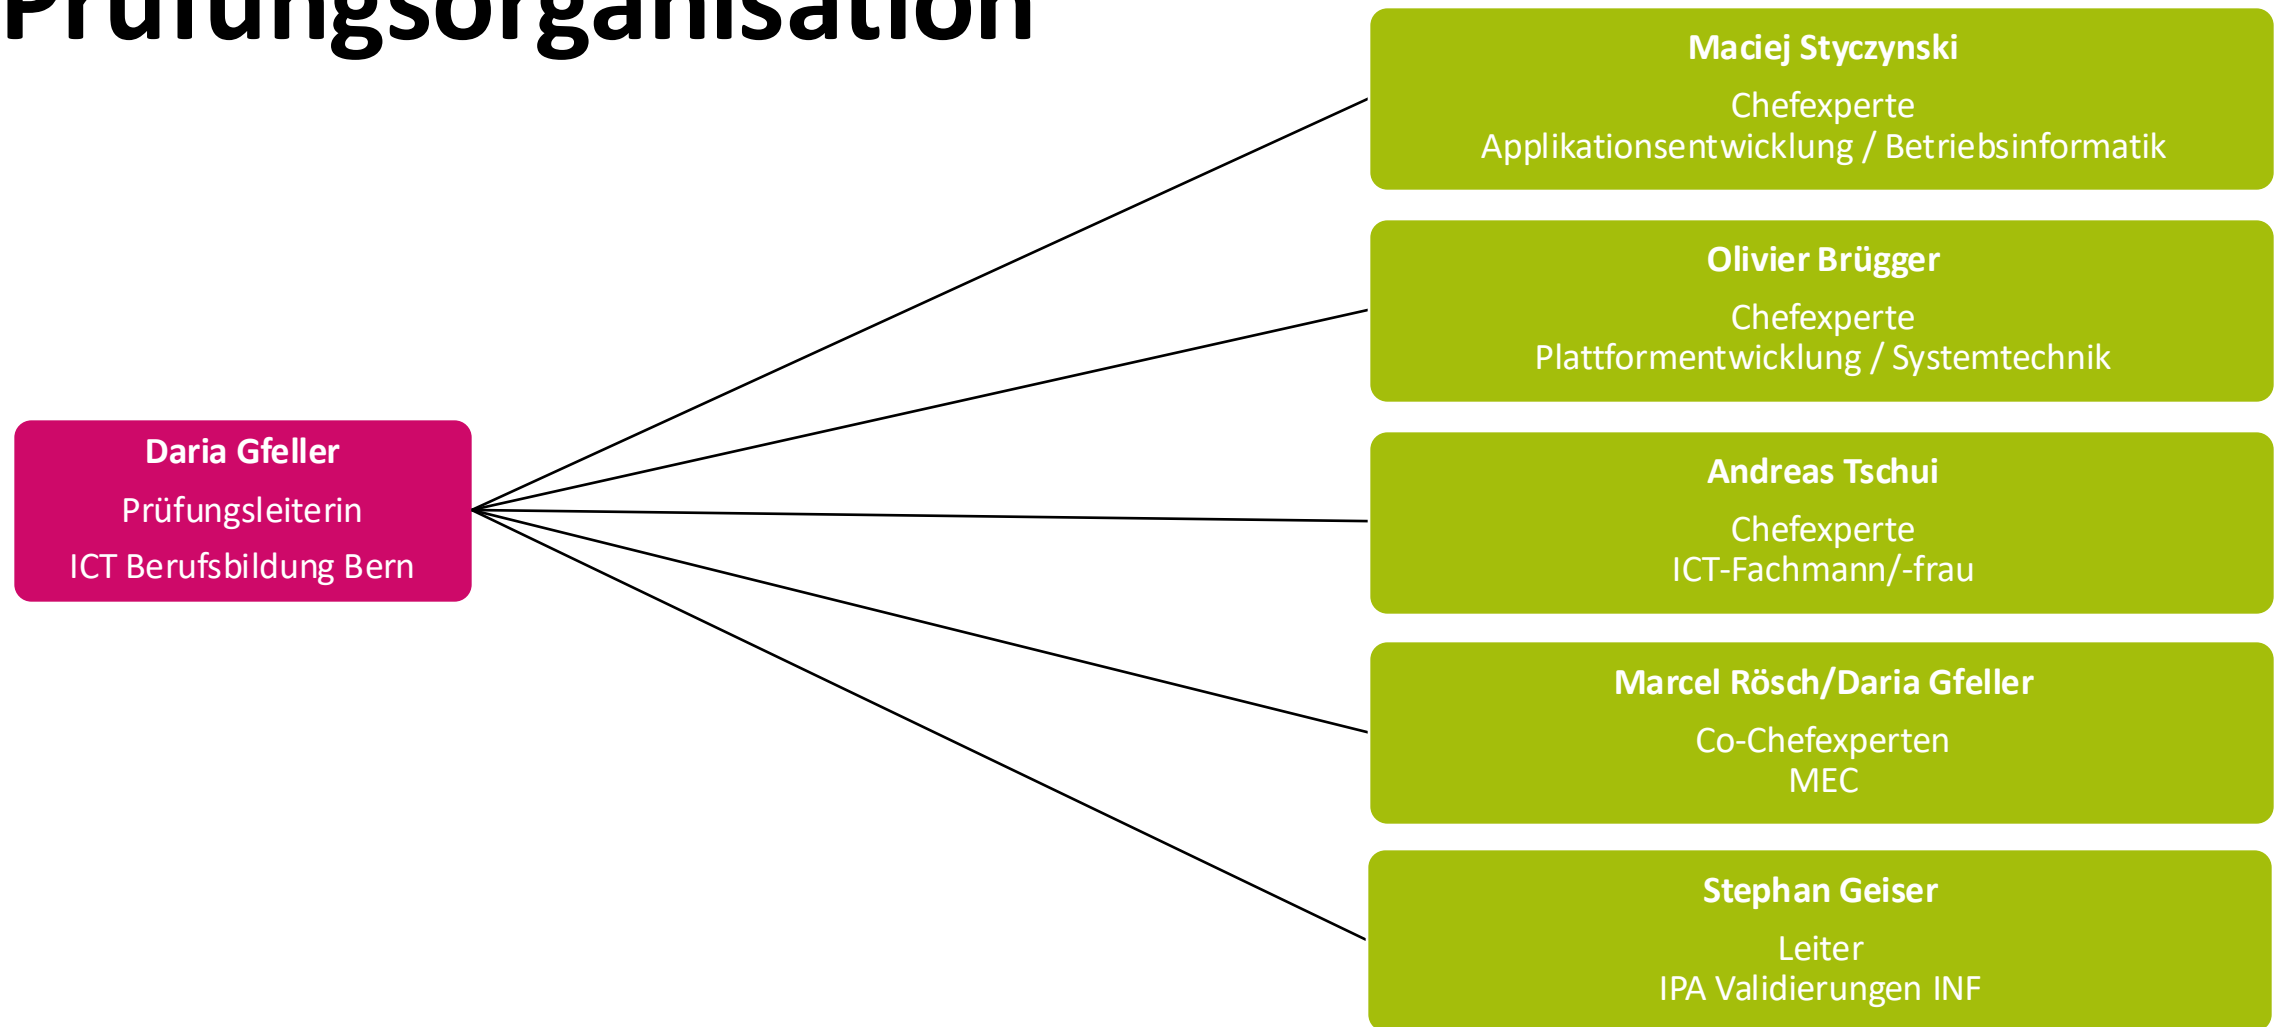 Prüfungsorganisation
Maciej Styczynski
Chefexperte
Applikationsentwicklung / Betriebsinformatik
Olivier Brügger
Chefexperte
Plattformentwicklung / Systemtechnik
Daria Gfeller
Prüfungsleiterin
ICT Berufsbildung Bern
Andreas Tschui
Chefexperte
ICT-Fachmann/-frau
Marcel Rösch/Daria Gfeller
Co-Chefexperten
MEC
Stephan Geiser
Leiter
IPA Validierungen INF